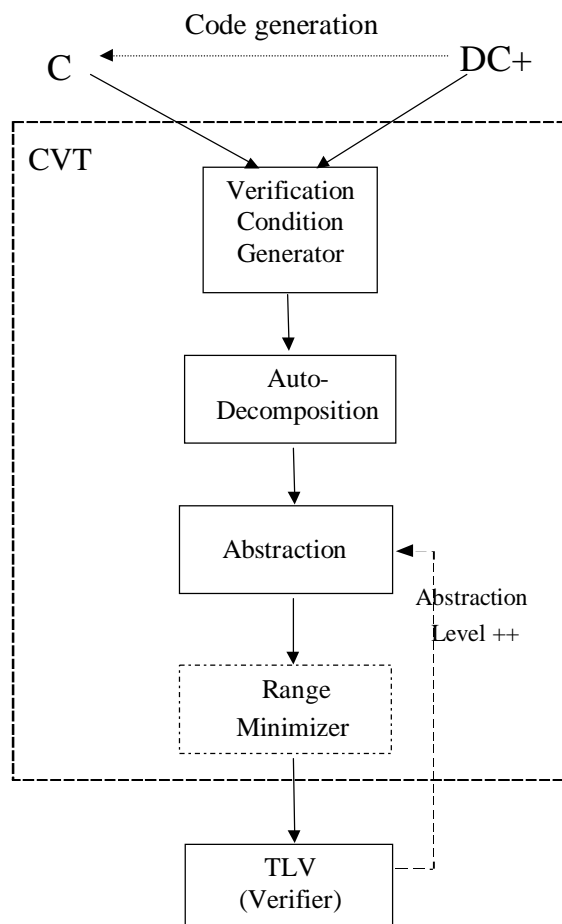 Code generation
C
DC+
CVT
Verification
Condition
Generator
Auto-
Decomposition
Abstraction
Abstraction
Level ++
Range
Minimizer
TLV
(Verifier)